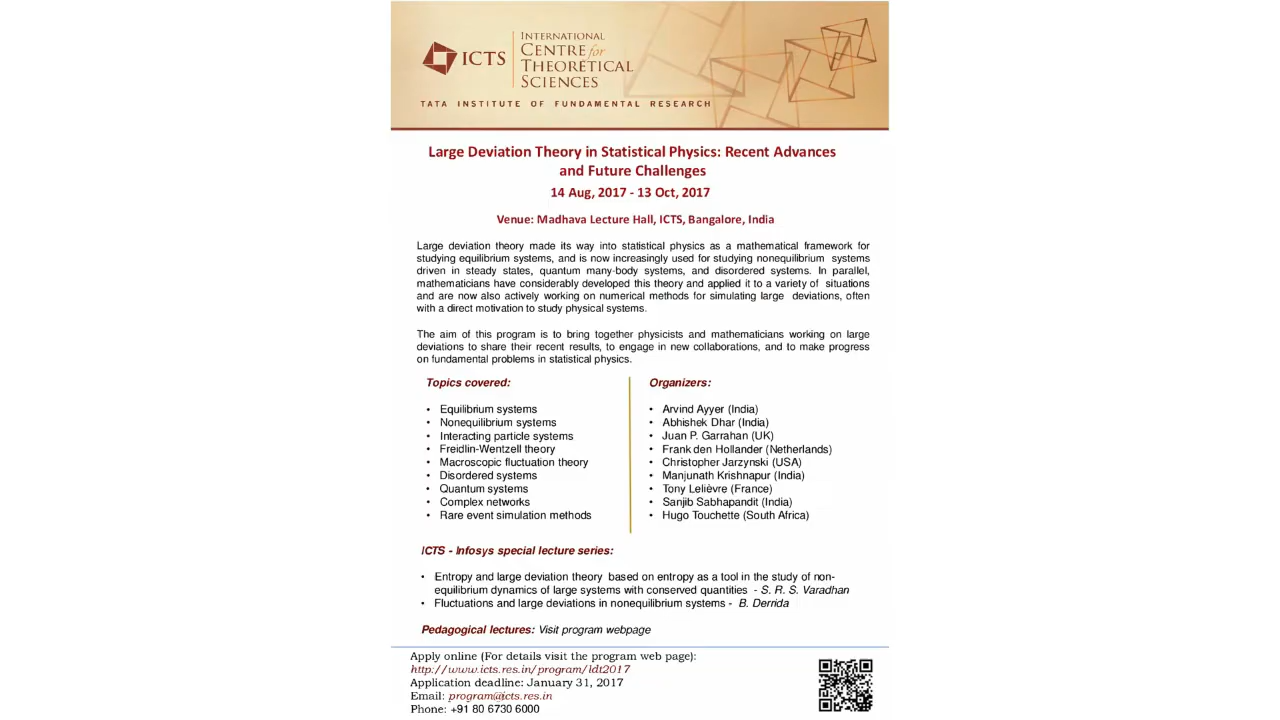 ICTS
INTERNATIONAL
CENTRE for
THEORETICAL
SCIENCES
TATA INSTITUTE OF FUNDAMENTAL RESEARCH
Large Deviation Theory in Statistical Physics: Recent Advances
and Future Challenges
14 Aug, 2017 - 13 Oct, 2017
Venue: Madhava Lecture Hall, ICTS, Bangalore, India
Large deviation theory made its way into statistical physics as a mathematical framework for
studying equilibrium systems, and is now increasingly used for studying nonequilibrium systems
driven in steady states, quantum many-body systems, and disordered systems. In parallel,
mathematicians have considerably developed this theory and applied it to a variety of situations
and are now also actively working on numerical methods for simulating large deviations, often
with a direct motivation to study physical systems.
The aim of this program is to bring together physicists and mathematicians working on large
deviations to share their recent results, to engage in new collaborations, and to make progress
on fundamental problems in statistical physics.
Topics covered:
• Equilibrium systems
• Nonequilibrium systems
• Interacting particle systems
• Freidlin-Wentzell theory
• Macroscopic fluctuation theory
• Disordered systems
• Quantum systems
• Complex networks
• Rare event simulation methods
Organizers:
• Arvind Ayyer (India)
• Abhishek Dhar (India)
• Juan P. Garrahan (UK)
• Frank den Hollander (Netherlands)
• Christopher Jarzynski (USA)
• Manjunath Krishnapur (India)
• Tony Lelièvre (France)
• Sanjib Sabhapandit (India)
• Hugo Touchette (South Africa)
ICTS - Infosys special lecture series:
• Entropy and large deviation theory based on entropy as a tool in the study of non-
equilibrium dynamics of large systems with conserved quantities - S. R. S. Varadhan
• Fluctuations and large deviations in nonequilibrium systems - B. Derrida
Pedagogical lectures: Visit program webpage
Apply online (For details visit the program web page):
http://www.icts.res.in/program/ldt2017
Application deadline: January 31, 2017
Email: program@icts.res.in
Phone: +91 80 6730 6000